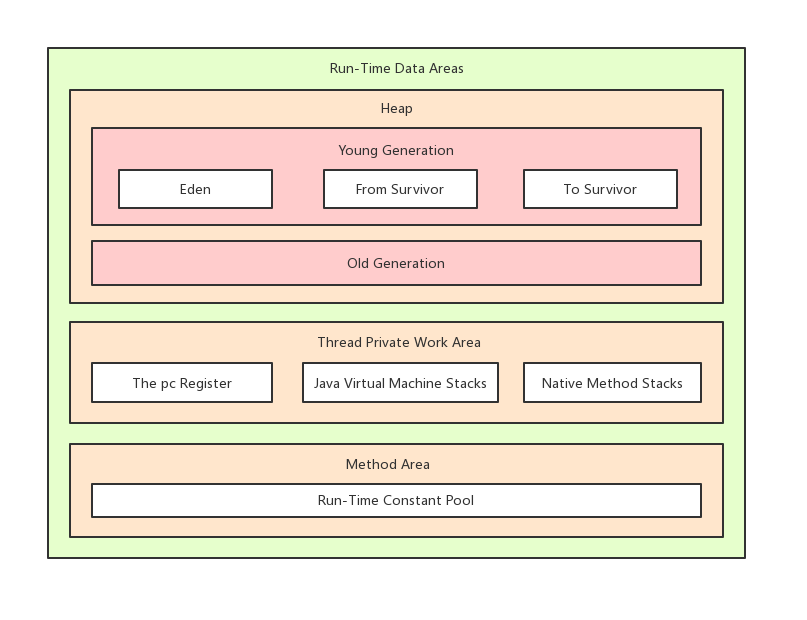 Run-Time Data Areas
Heap
Young Generation
Eden
From Survivor
To Survivor
Old Generation
Thread Private Work Area
The pc Register
Java Virtual Machine Stacks
Native Method Stacks
Method Area
Run-Time Constant Pool